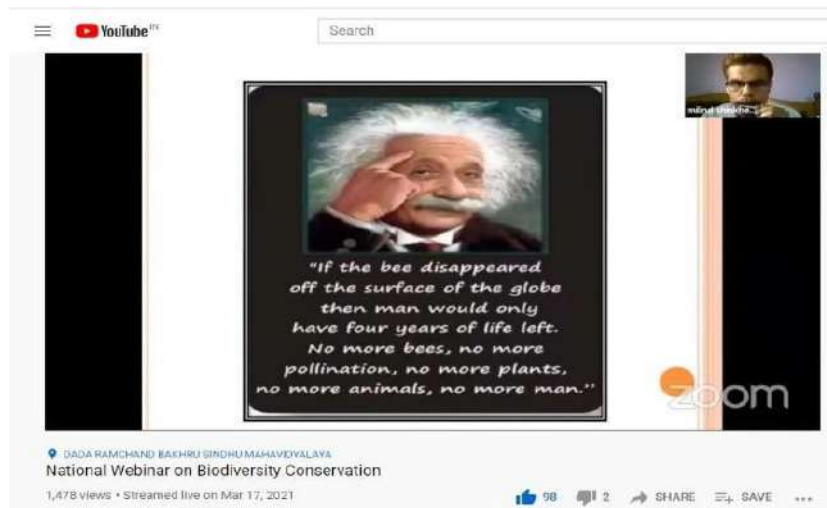 YouTube IN
Search
"If the bee disappeared
off the surface of the globe
then man would only
have four years of life left.
No more bees, no more
pollination, no more plants,
no more animals, no more man."
zoom
DADA RAMCHAND BAKHRU SINDHU MAHAVIDYALAYA
National Webinar on Biodiversity Conservation
1,478 views • Streamed live on Mar 17, 2021
98 2 SHARE SAVE